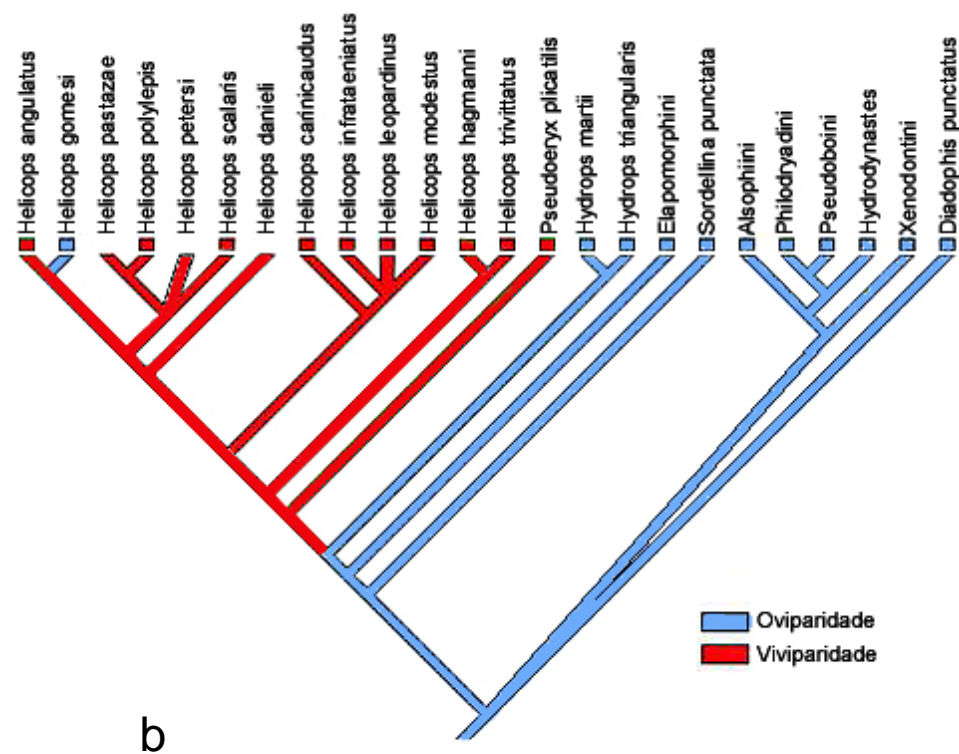 Helicops angulatus
Helicops gomesi
Helicops pastazae
Helicops polylepis
Helicops petersi
Helicops scalaris
Helicops danieli
Helicops carinicaudus
Helicops infrataeniatus
Helicops leopardinus
Helicops modestus
Helicops hagmanni
Helicops trivittatus
Pseudoeryx plicatilis
Hydrops martii
Hydrops triangularis
Elapomorphini
Sordellina punctata
Alsophiini
Philodryadini
Pseudoboini
Hydrodynastes
Xenodontini
Diadophis punctatus
Oviparidade
Viviparidade
b